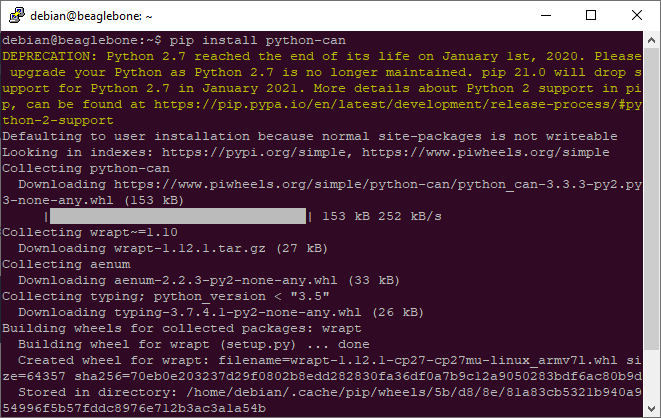 debian@beaglebone: ~
debian@beaglebone:~$ pip install python-can
DEPRECATION: Python 2.7 reached the end of its life on January 1st, 2020. Please
 upgrade your Python as Python 2.7 is no longer maintained. pip 21.0 will drop s
upport for Python 2.7 in January 2021. More details about Python 2 support in pi
p, can be found at https://pip.pypa.io/en/latest/development/release-process/#py
thon-2-support
Defaulting to user installation because normal site-packages is not writeable
Looking in indexes: https://pypi.org/simple, https://www.piwheels.org/simple
Collecting python-can
  Downloading https://www.piwheels.org/simple/python-can/python_can-3.3.3-py2.py
3-none-any.whl (153 kB)
     |                                | 153 kB 252 kB/s
Collecting wrapt~=1.10
  Downloading wrapt-1.12.1.tar.gz (27 kB)
Collecting aenum
  Downloading aenum-2.2.3-py2-none-any.whl (33 kB)
Collecting typing; python_version < "3.5"
  Downloading typing-3.7.4.1-py2-none-any.whl (26 kB)
Building wheels for collected packages: wrapt
  Building wheel for wrapt (setup.py) ... done
  Created wheel for wrapt: filename=wrapt-1.12.1-cp27-cp27mu-linux_armv7l.whl si
ze=64357 sha256=70eb0e203237d29f0802b8edd282830fa36df0a7b9c12a9050283bdf6ac80b9d
  Stored in directory: /home/debian/.cache/pip/wheels/5b/d8/8e/81a83cb5321b940a9
54996f5b57fddc8976e712b3ac3a1a54b